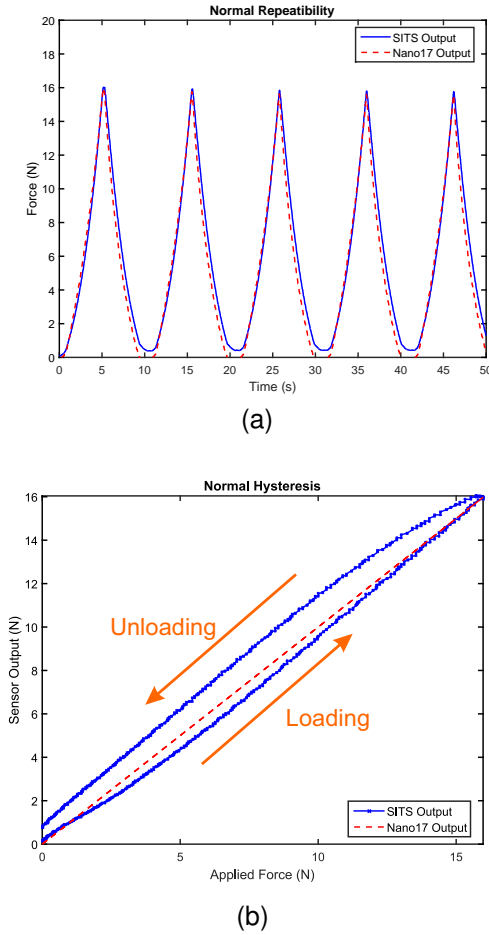 Normal Repeatibility
20
18
16
14
12
10
8
6
4
2
0
Force (N)
SITS Output
Nano17 Output
0 5 10 15 20 25 30 35 40 45 50
Time (s)
(a)
Normal Hysteresis
16
14
12
10
8
6
4
2
0
Sensor Output (N)
Unloading
Loading
SITS Output
Nano17 Output
0 5 10 15
Applied Force (N)
(b)